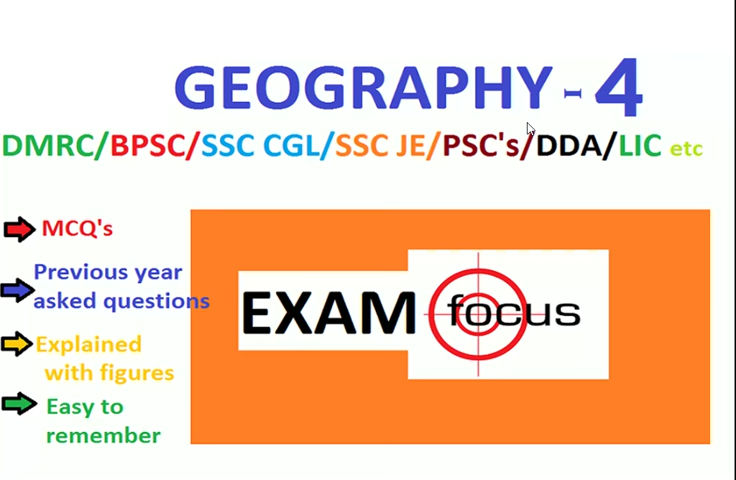 GEOGRAPHY - 4
DMRC/BPSC/SSC CGL/SSC JE/PSC's/DDA/LIC etc
MCQ's
Previous year
asked questions
Explained
with figures
Easy to
remember
EXAM focus